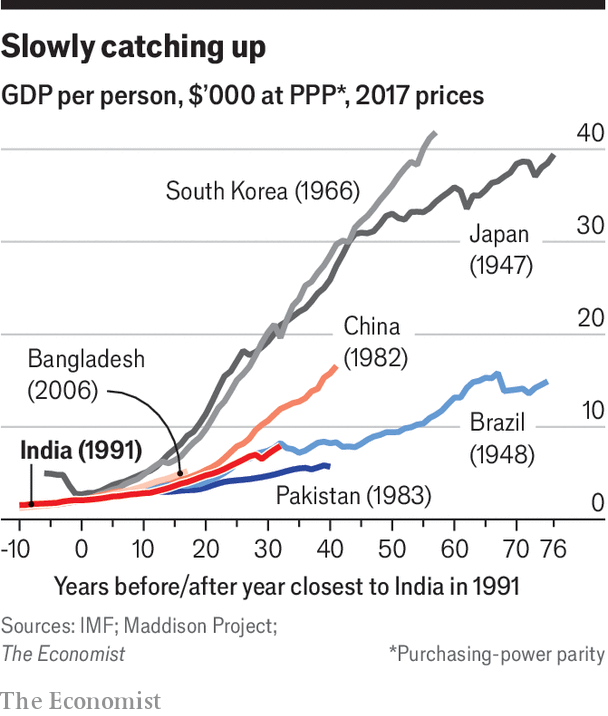 Slowly catching up
GDP per person, $’000 at PPP*, 2017 prices
40
South Korea (1966)
30
Japan
(1947)
20
China
(1982)
Bangladesh
(2006)
10
India (1991)
Brazil
(1948)
Pakistan (1983)
0
-10 0 10 20 30 40 50 60 70 76
Years before/after year closest to India in 1991
Sources: IMF; Maddison Project;
The Economist
*Purchasing-power parity
The Economist